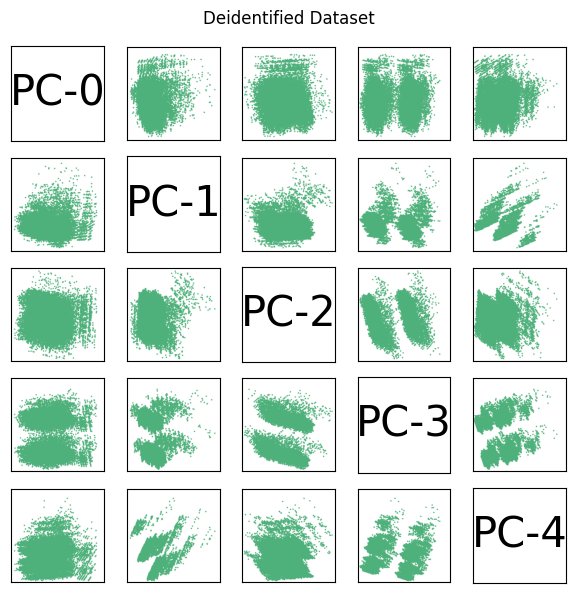 Deidentified Dataset
PC-0
PC-1
PC-2
PC-3
PC-4